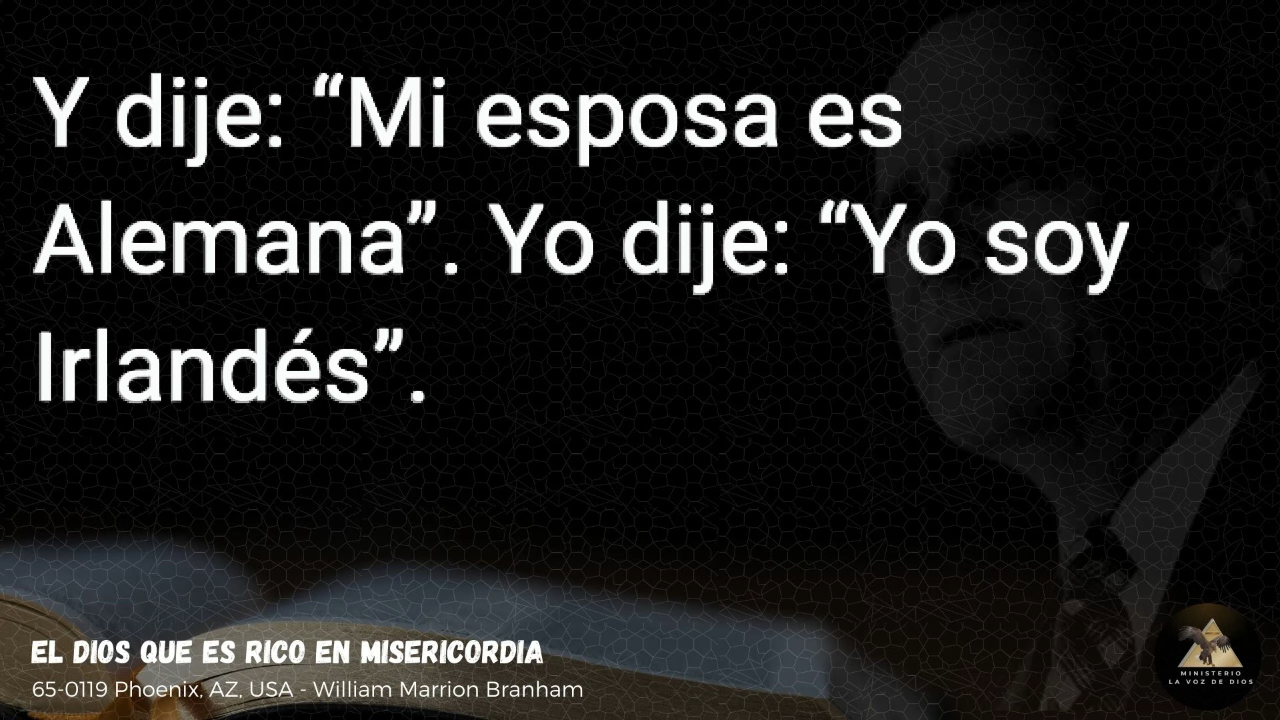 Y dije: “Mi esposa es
Alemana”. Yo dije: “Yo soy
Irlandés”.
EL DIOS QUE ES RICO EN MISERICORDIA
65-0119 Phoenix, AZ, USA - William Marrion Branham
MINISTERIO
LA VOZ DE DIOS